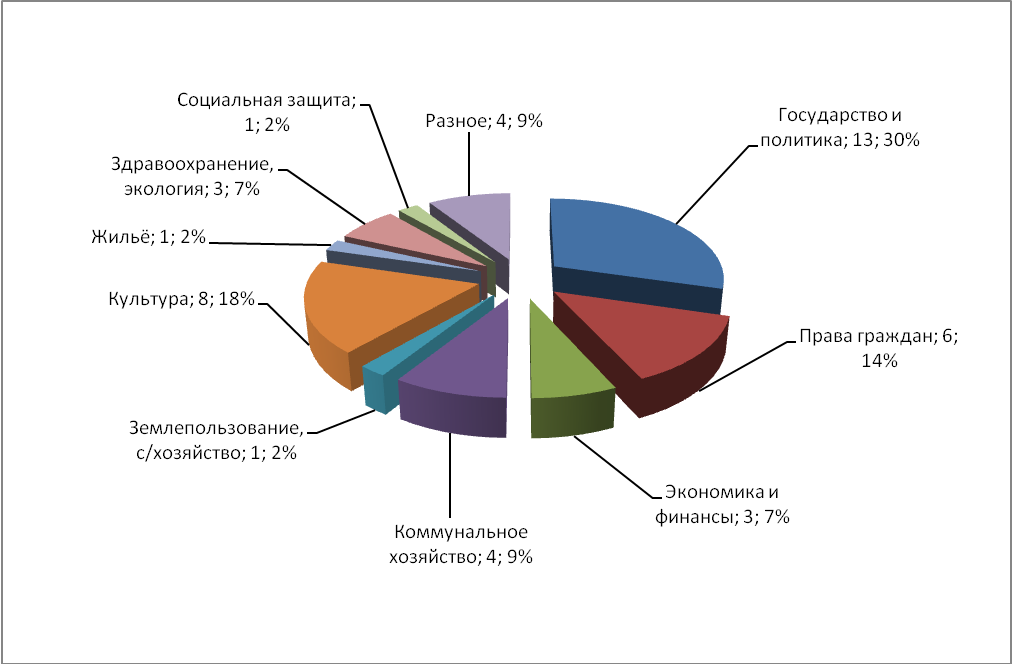 Социальная защита;
1; 2%
Разное; 4; 9%
Государство и
политика; 13; 30%
Здравоохранение,
экология; 3; 7%
Жильё; 1; 2%
Культура; 8; 18%
Права граждан; 6;
14%
Землепользование,
с/хозяйство; 1; 2%
Экономика и
финансы; 3; 7%
Коммунальное
хозяйство; 4; 9%